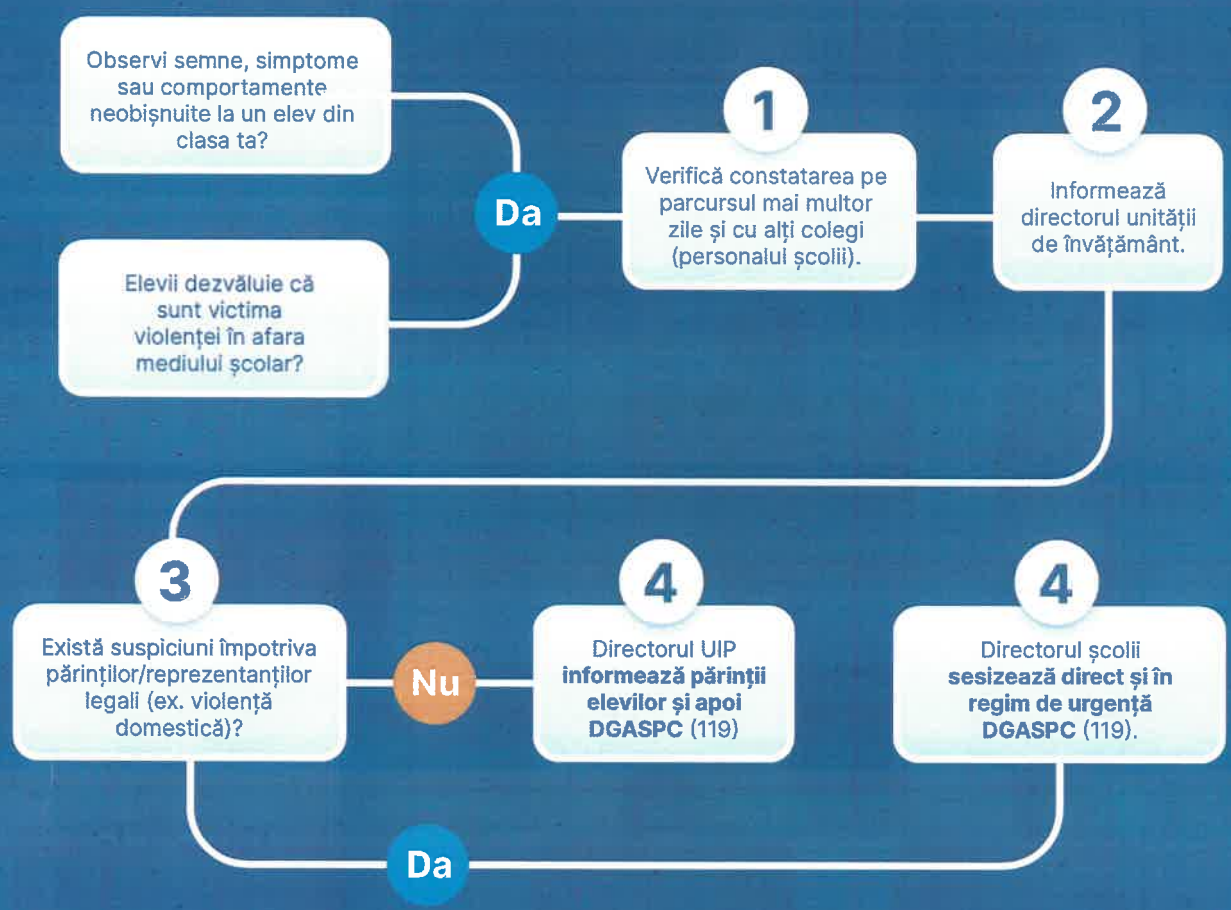 Observi semne, simptome
sau comportamente
neobișnuite la un elev din
clasa ta?
Elevii dezvăluie că
sunt victima
violenței în afara
mediului școlar?
Da
1
Verifică constatarea pe
parcursul mai multor
zile și cu alți colegi
(personalul școlii).
2
Informează
directorul unității
de învățământ.
3
Există suspiciuni împotriva
părinților/reprezentanților
legali (ex. violență
domestică)?
Nu
4
Directorul UIP
informează părinții
elevilor și apoi
DGASPC (119)
4
Directorul școlii
sesizează direct și în
regim de urgență
DGASPC (119).
Da